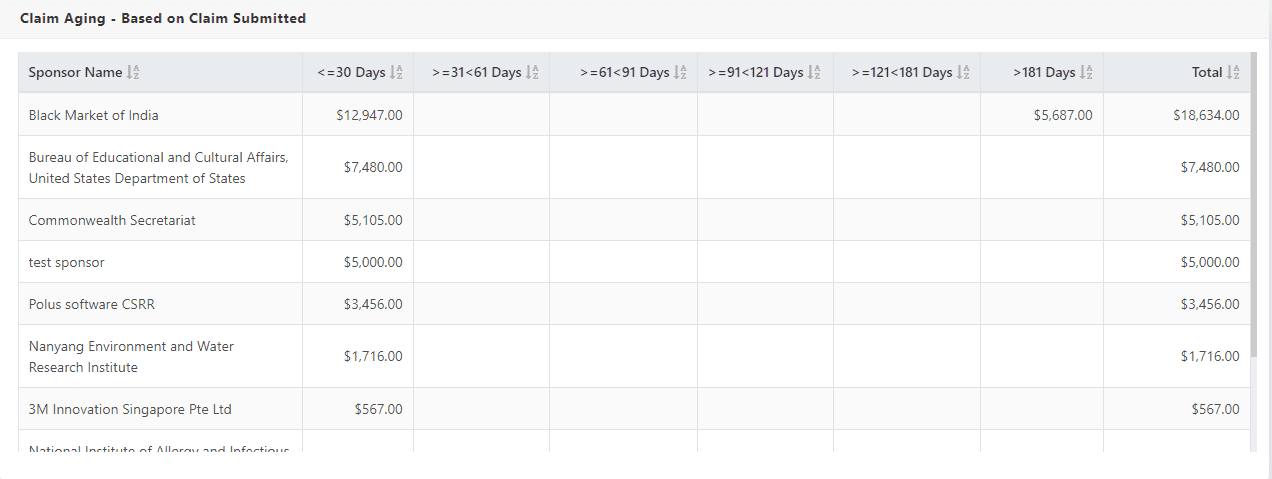 Claim Aging - Based on Claim Submitted
Sponsor Name <=30 Days >=31<61 Days >=61<91 Days >=91<121 Days >=121<181 Days >181 Days Total
Black Market of India $12,947.00 $5,687.00 $18,634.00
Bureau of Educational and Cultural Affairs,
United States Department of States $7,480.00 $7,480.00
Commonwealth Secretariat $5,105.00 $5,105.00
test sponsor $5,000.00 $5,000.00
Polus software CSRR $3,456.00 $3,456.00
Nanyang Environment and Water
Research Institute $1,716.00 $1,716.00
3M Innovation Singapore Pte Ltd $567.00 $567.00
National Institute of Allergy and Infectious